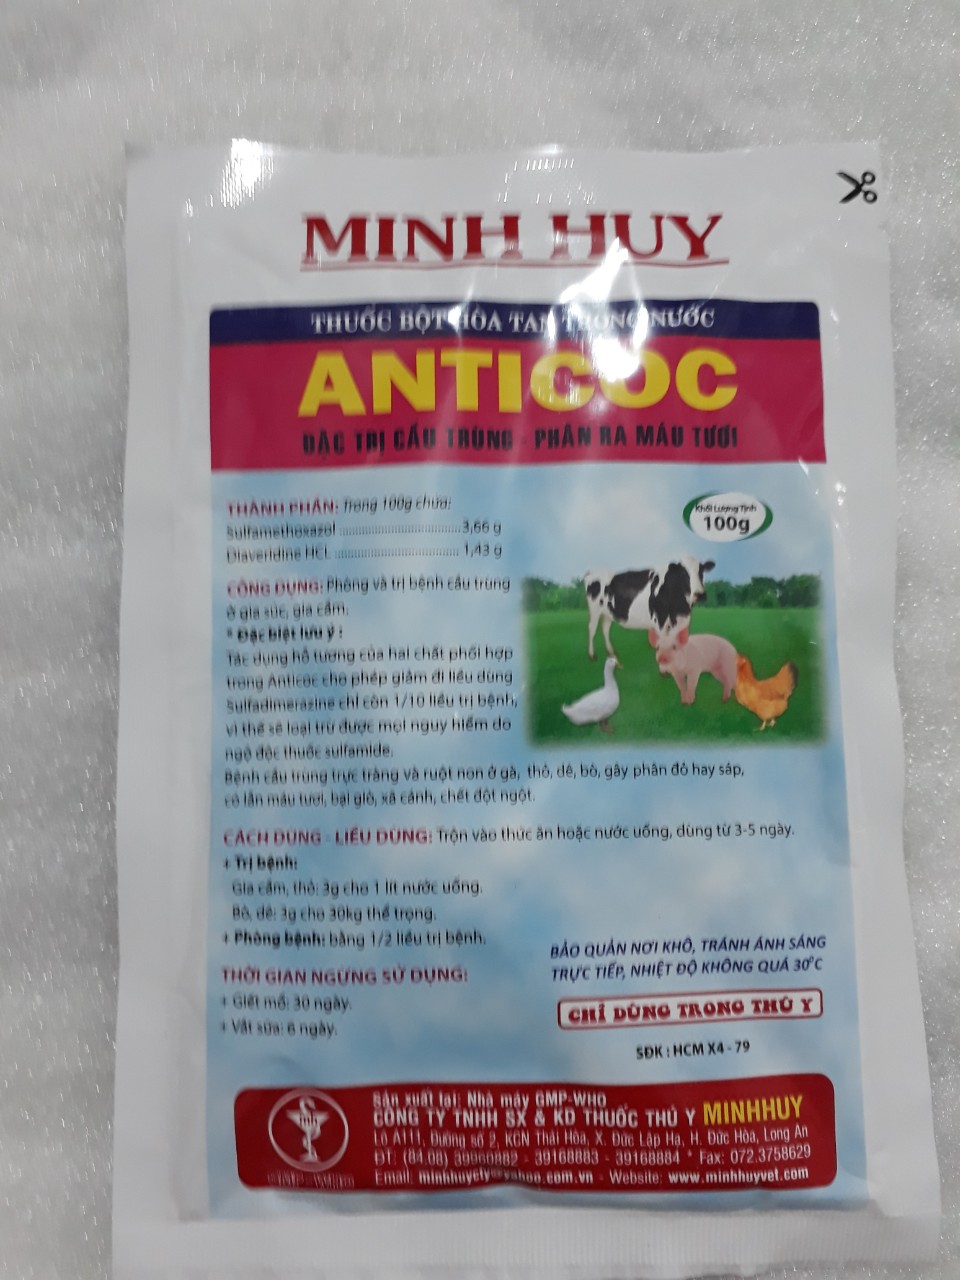 MINH HUY
THUỐC BỘT HÒA TAN TRONG NƯỚC
ANTICOC
ĐẶC TRỊ CẦU TRÙNG - PHÂN RA MÁU TƯƠI
THÀNH PHẦN: Trong 100g chứa:
Sulfamethoxazol ................................ 3,66 g
Diaveridine HCl ................................ 1,43 g
Khối Lượng Tịnh
100g
CÔNG DỤNG: Phòng và trị bệnh cầu trùng
ở gia súc, gia cầm.
* Đặc biệt lưu ý :
Tác dụng hỗ tương của hai chất phối hợp
trong Anticoc cho phép giảm đi liều dùng
Sulfadimerazine chỉ còn 1/10 liều trị bệnh,
vì thế sẽ loại trừ được mọi nguy hiểm do
ngộ độc thuốc sulfamide.
Bệnh cầu trùng trực tràng và ruột non ở gà, thỏ, dê, bò, gây phân đỏ hay sáp,
có lẫn máu tươi, bại giò, xã cánh, chết đột ngột.
CÁCH DÙNG - LIỀU DÙNG: Trộn vào thức ăn hoặc nước uống, dùng từ 3-5 ngày.
+ Trị bệnh:
Gia cầm, thỏ: 3g cho 1 lít nước uống.
Bò, dê: 3g cho 30kg thể trọng.
+ Phòng bệnh: bằng 1/2 liều trị bệnh.
THỜI GIAN NGƯNG SỬ DỤNG:
+ Giết mổ: 30 ngày.
+ Vắt sữa: 6 ngày.
BẢO QUẢN NƠI KHÔ, TRÁNH ÁNH SÁNG
TRỰC TIẾP, NHIỆT ĐỘ KHÔNG QUÁ 30°C
CHỈ DÙNG TRONG THÚ Y
SĐK : HCM X4 - 79
Sản xuất tại: Nhà máy GMP-WHO
CÔNG TY TNHH SX & KD THUỐC THÚ Y MINHHUY
Lô A111, Đường số 2, KCN Thái Hòa, X. Đức Lập Hạ, H. Đức Hòa, Long An
ĐT: (84.08) - 39168883 - 39168884 * Fax: 072.3758629
Email: - Website: www.minhhuyvet.com
GMP - WHO